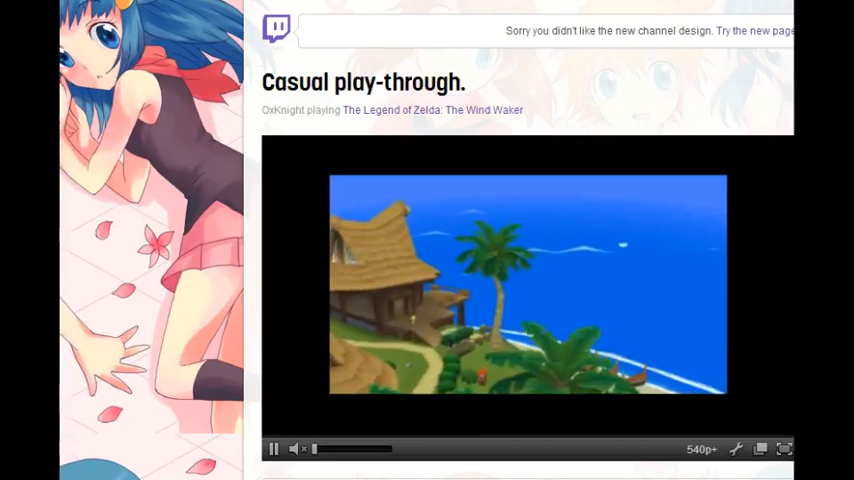 Sorry you didn't like the new channel design. Try the new page
Casual play-through.
OxKnight playing The Legend of Zelda: The Wind Waker
540p+